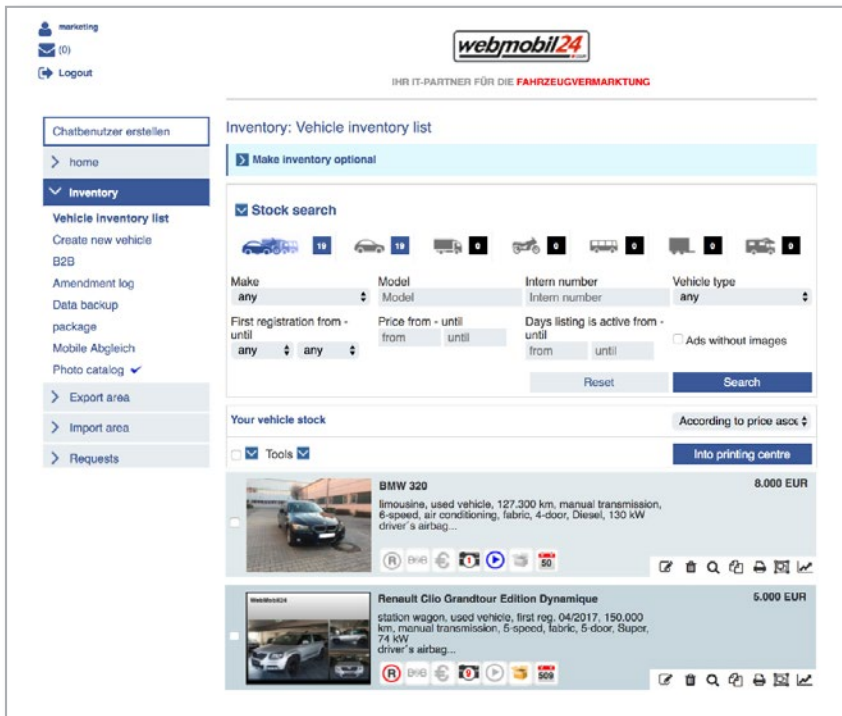 marketing
(0)
Logout
webmobil24
.com
IHR IT-PARTNER FÜR DIE FAHRZEUGVERMARKTUNG
Chatbenutzer erstellen
home
Inventory
Vehicle inventory list
Create new vehicle
B2B
Amendment log
Data backup
package
Mobile Abgleich
Photo catalog
Export area
Import area
Requests
Inventory: Vehicle inventory list
Make inventory optional
Stock search
19 19 0 0 0 0 0
Make Model Intern number Vehicle type
any Model Intern number any
First registration from - until Price from - until Days listing is active from - until
any any from until from until Ads without images
Reset Search
Your vehicle stock According to price asce
Tools Into printing centre
BMW 320 8.000 EUR
limousine, used vehicle, 127.300 km, manual transmission,
6-speed, air conditioning, fabric, 4-door, Diesel, 130 kW
driver´s airbag...
R B2B € 1 50
Renault Clio Grandtour Edition Dynamique 5.000 EUR
WebMobil24
station wagon, used vehicle, first reg. 04/2017, 150.000
km, manual transmission, 5-speed, fabric, 5-door, Super,
74 kW
driver´s airbag...
R B2B € 9 509